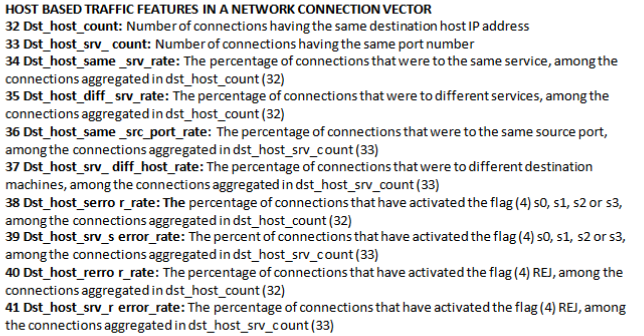 HOST BASED TRAFFIC FEATURES IN A NETWORK CONNECTION VECTOR
32 Dst_host_count: Number of connections having the same destination host IP address
33 Dst_host_srv_ count: Number of connections having the same port number
34 Dst_host_same _srv_rate: The percentage of connections that were to the same service, among the
connections aggregated in dst_host_count (32)
35 Dst_host_diff_ srv_rate: The percentage of connections that were to different services, among the
connections aggregated in dst_host_count (32)
36 Dst_host_same _src_port_rate: The percentage of connections that were to the same source port,
among the connections aggregated in dst_host_srv_c ount (33)
37 Dst_host_srv_ diff_host_rate: The percentage of connections that were to different destination
machines, among the connections aggregated in dst_host_srv_count (33)
38 Dst_host_serro r_rate: The percentage of connections that have activated the flag (4) s0, s1, s2 or s3,
among the connections aggregated in dst_host_count (32)
39 Dst_host_srv_s error_rate: The percent of connections that have activated the flag (4) s0, s1, s2 or s3,
among the connections aggregated in dst_host_srv_c ount (33)
40 Dst_host_rerro r_rate: The percentage of connections that have activated the flag (4) REJ, among the
connections aggregated in dst_host_count (32)
41 Dst_host_srv_r error_rate: The percentage of connections that have activated the flag (4) REJ, among
the connections aggregated in dst_host_srv_c ount (33)